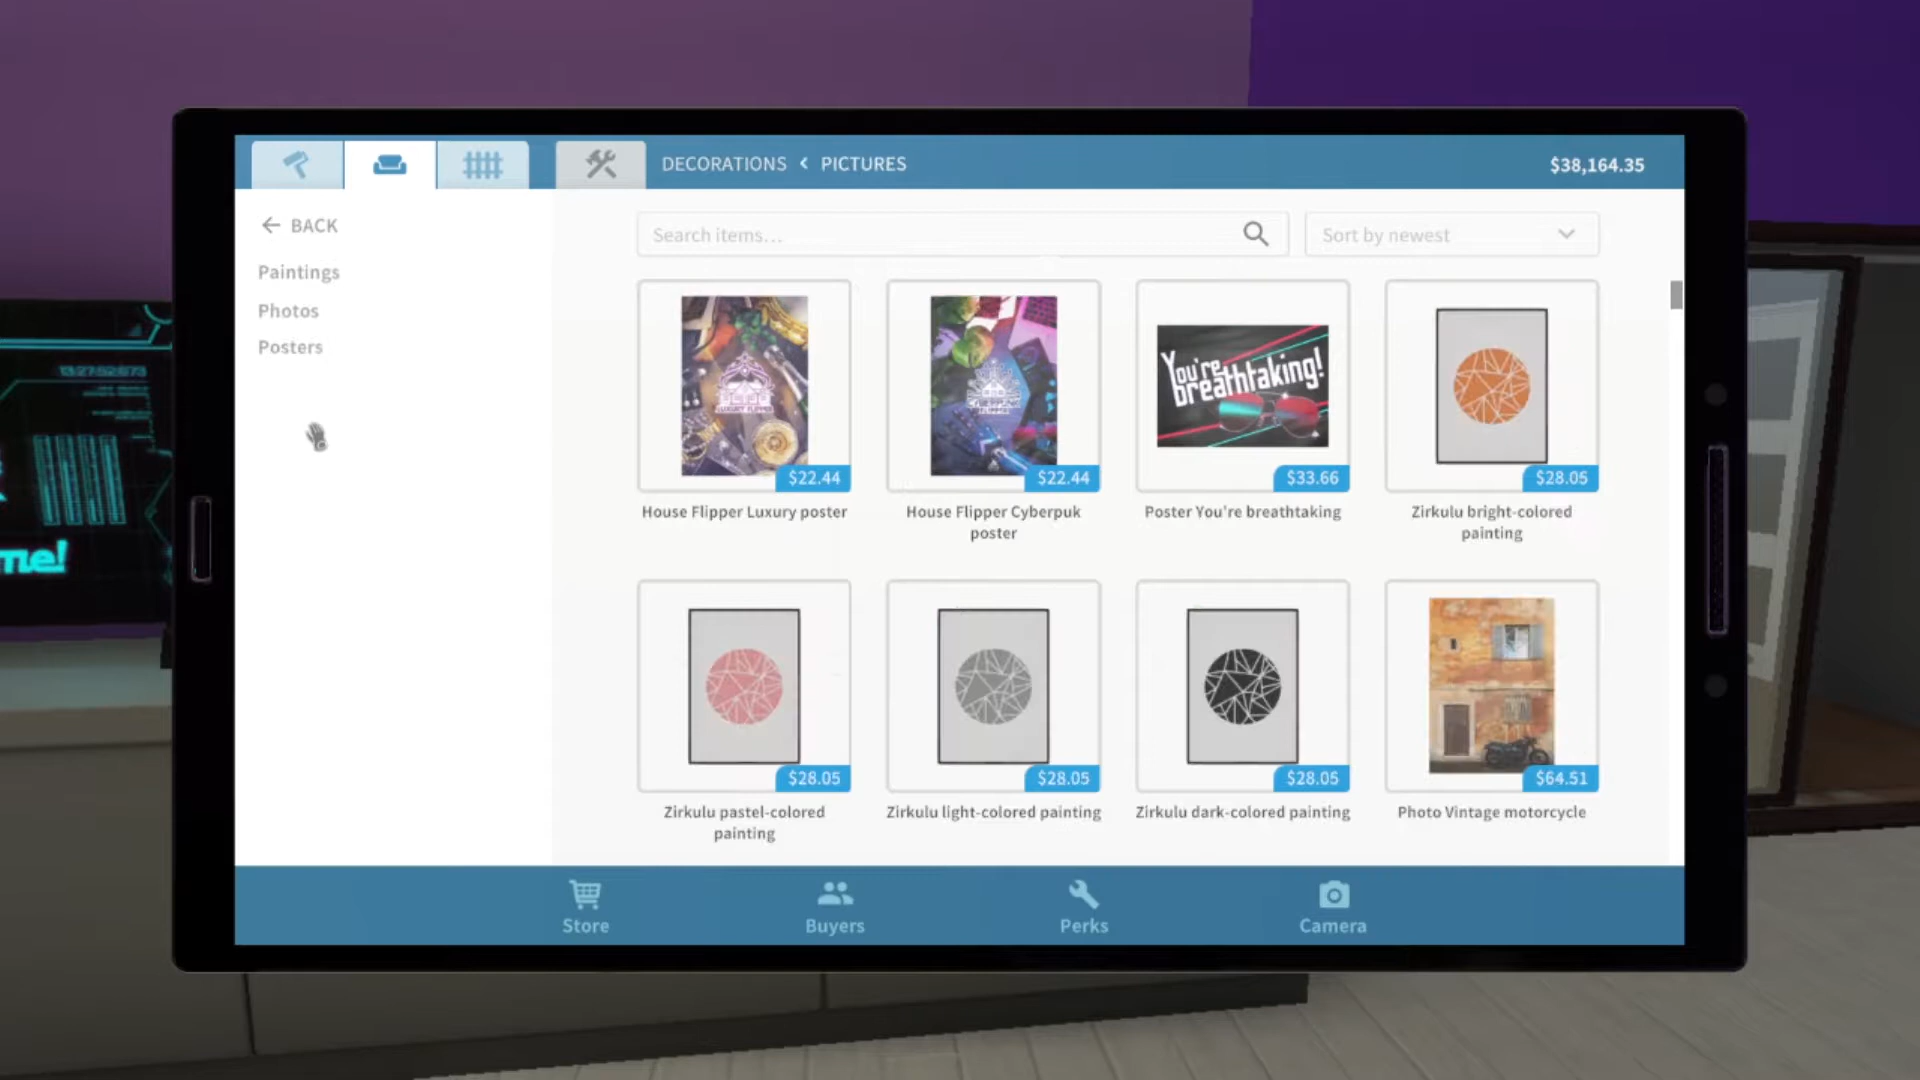 DECORATIONS < PICTURES
$38,164.35
BACK
Search items...
Sort by newest
Paintings
Photos
Posters
LUXURY FLIPPER
You're
breathtaking!
$22.44
$22.44
$33.66
$28.05
House Flipper Luxury poster
House Flipper Cyberpuk
poster
Poster You're breathtaking
Zirkulu bright-colored
painting
$28.05
$28.05
$28.05
$64.51
Zirkulu pastel-colored
painting
Zirkulu light-colored painting
Zirkulu dark-colored painting
Photo Vintage motorcycle
Store
Buyers
Perks
Camera
me!